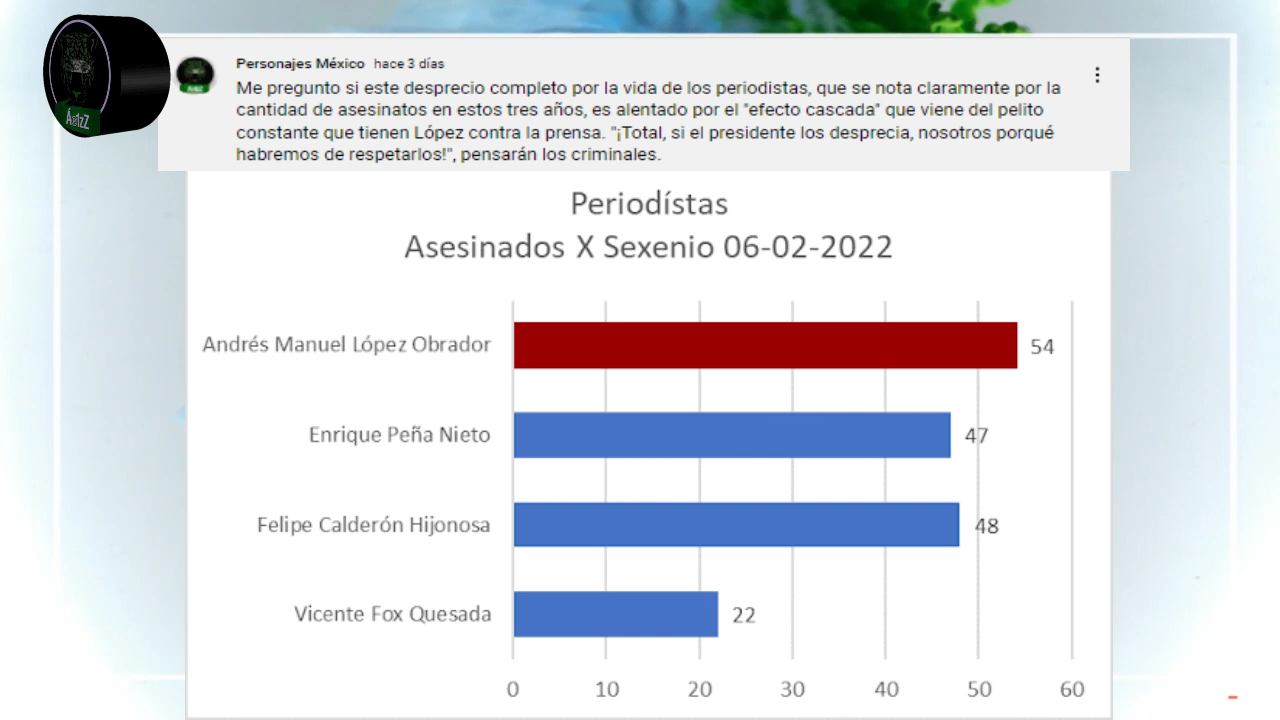 Personajes México hace 3 días
Me pregunto si este desprecio completo por la vida de los periodistas, que se nota claramente por la
cantidad de asesinatos en estos tres años, es alentado por el "efecto cascada" que viene del pelito
constante que tienen López contra la prensa. "¡Total, si el presidente los desprecia, nosotros porqué
habremos de respetarlos!", pensarán los criminales.
Periodístas
Asesinados X Sexenio 06-02-2022
Andrés Manuel López Obrador 54
Enrique Peña Nieto 47
Felipe Calderón Hijonosa 48
Vicente Fox Quesada 22
0 10 20 30 40 50 60